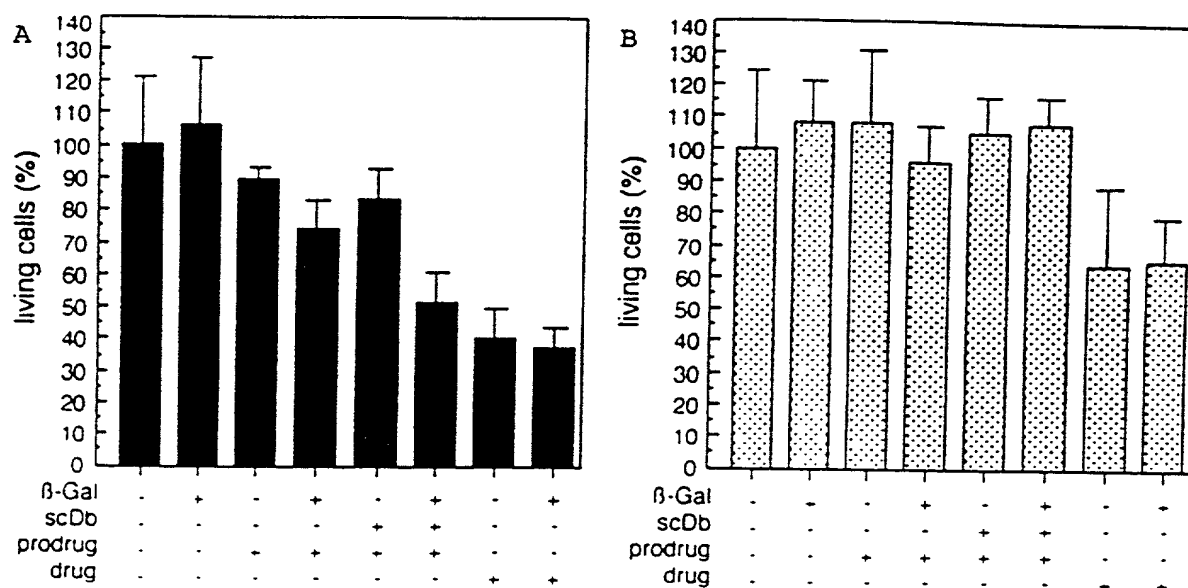 A
140
130
120
110
100
90
80
70
60
50
40
30
20
10
0
living cells (%)
ß-Gal - + - + - + - +
scDb - - - - + + - -
prodrug - - + + + + - -
drug - - - - - - + +
B
140
130
120
110
100
90
80
70
60
50
40
30
20
10
0
living cells (%)
ß-Gal - + - + - + - +
scDb - - - - + + - -
prodrug - - + + + + - -
drug - - - - - - + +